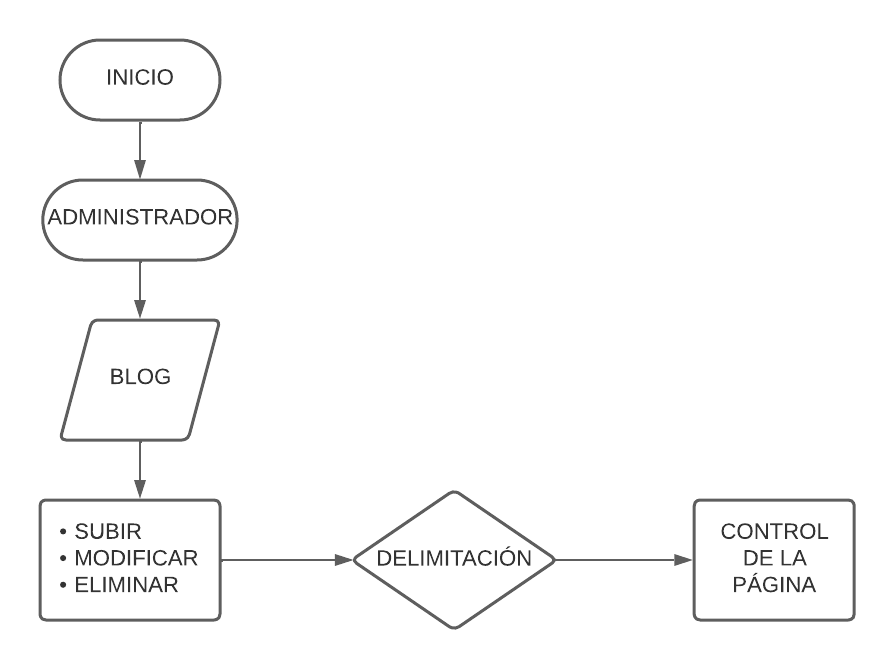 INICIO
ADMINISTRADOR
BLOG
• SUBIR
• MODIFICAR
• ELIMINAR
DELIMITACIÓN
CONTROL
DE LA
PÁGINA